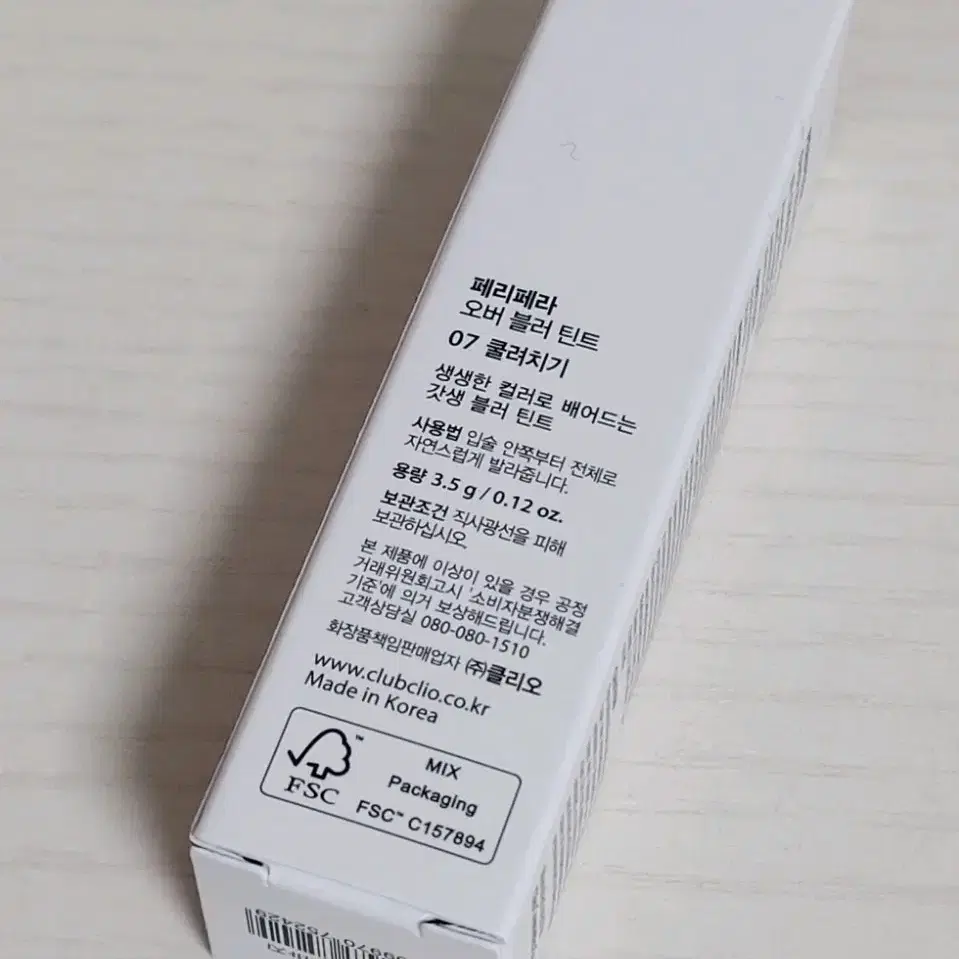 페리페라
오버 블러 틴트
07 쿨려치기
생생한 컬러로 배어드는
갓생 블러 틴트
사용법 입술 안쪽부터 전체로
자연스럽게 발라줍니다.
용량 3.5 g / 0.12 oz.
보관조건 직사광선을 피해
보관하십시오.
본 제품에 이상이 있을 경우 공정
거래위원회고시 '소비자분쟁해결
기준'에 의거 보상해드립니다.
고객상담실 080-080-1510
화장품책임판매업자 ㈜클리오
www.clubclio.co.kr
Made in Korea
FSC™
MIX
Packaging
FSC™ C157894